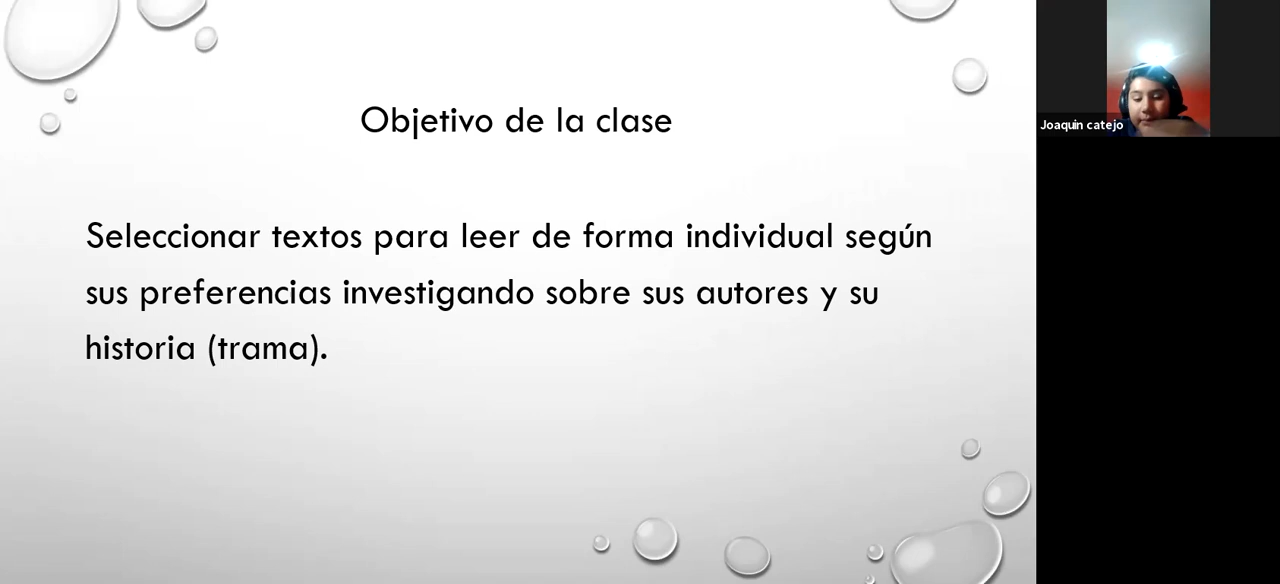 Objetivo de la clase
Seleccionar textos para leer de forma individual según
sus preferencias investigando sobre sus autores y su
historia (trama).
Joaquin catejo